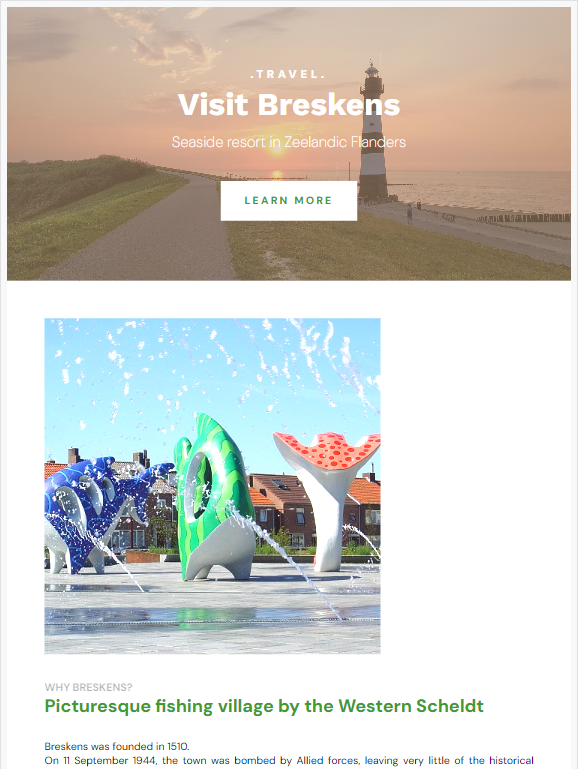 .TRAVEL.
Visit Breskens
Seaside resort in Zeelandic Flanders
LEARN MORE
WHY BRESKENS?
Picturesque fishing village by the Western Scheldt
Breskens was founded in 1510.
On 11 September 1944, the town was bombed by Allied forces, leaving very little of the historical